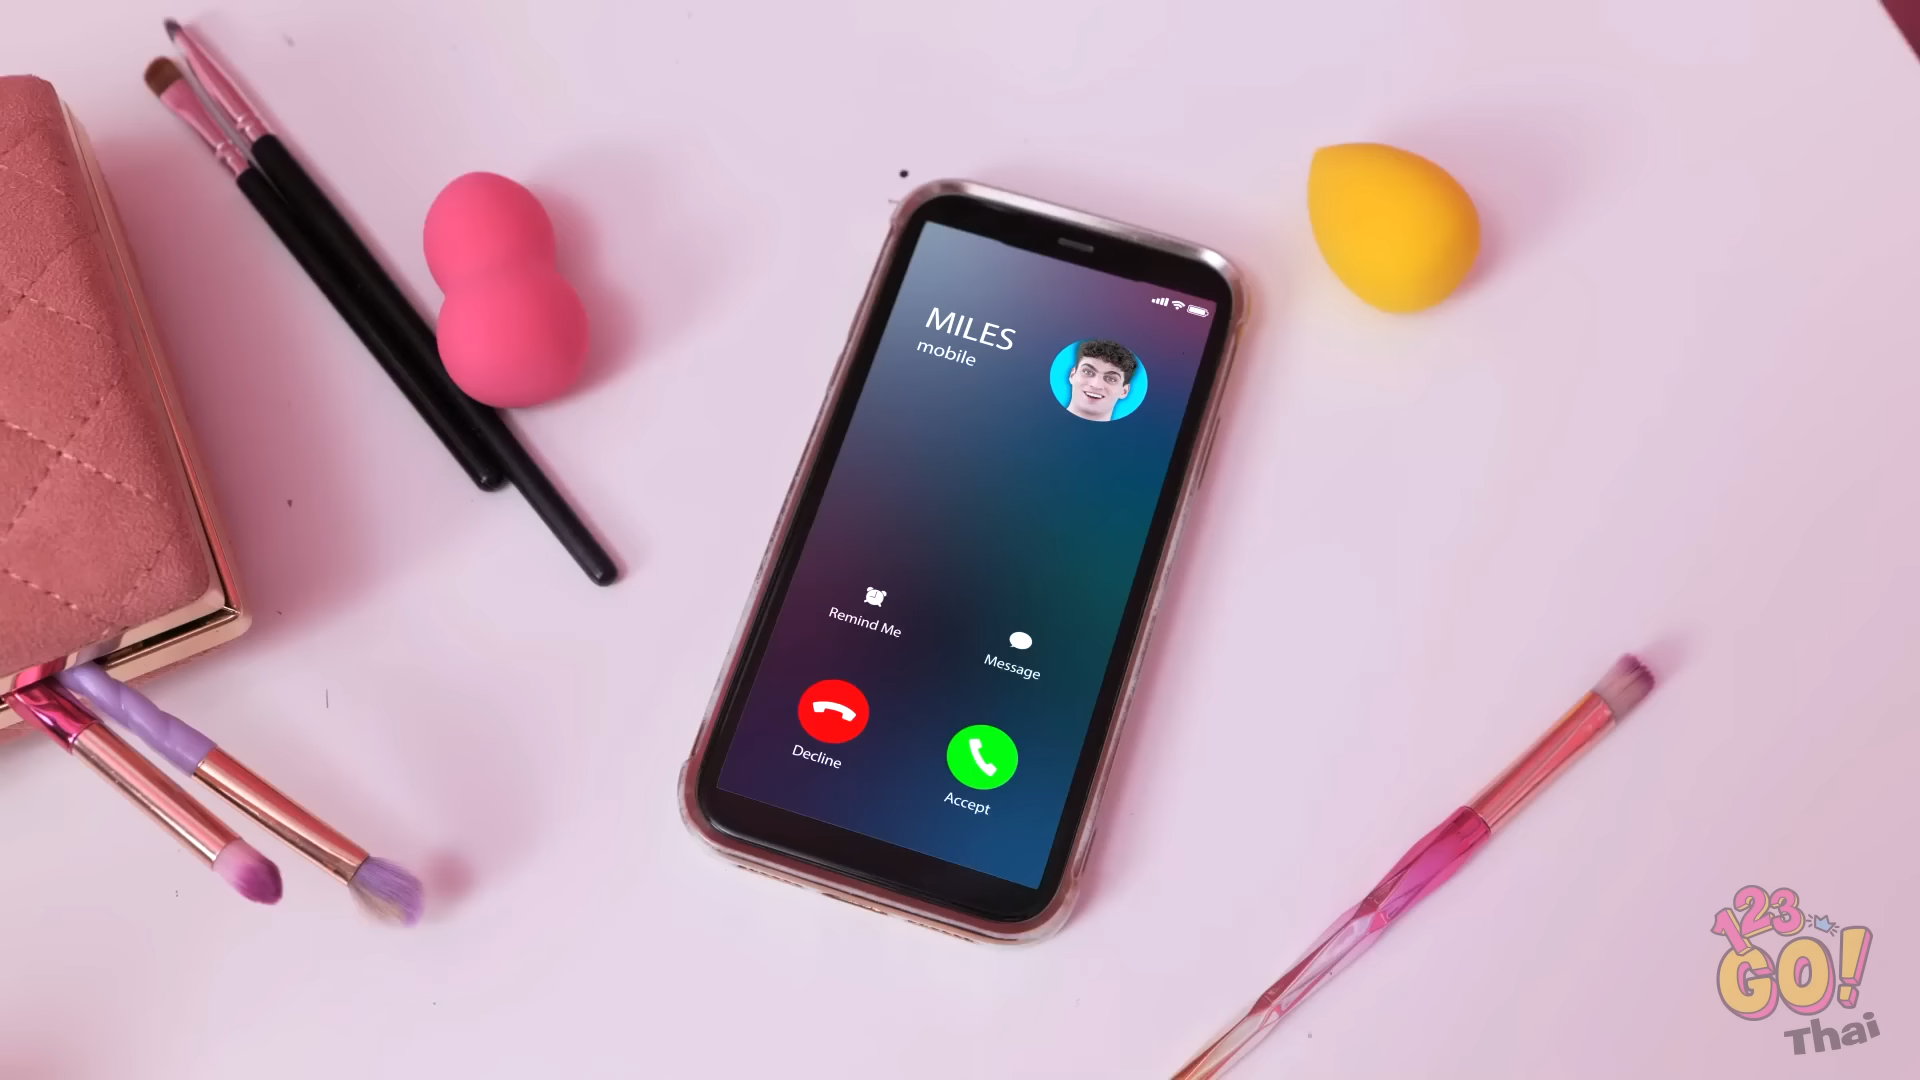 MILES
mobile
Remind Me
Message
Decline
Accept
123
GO!
Thai